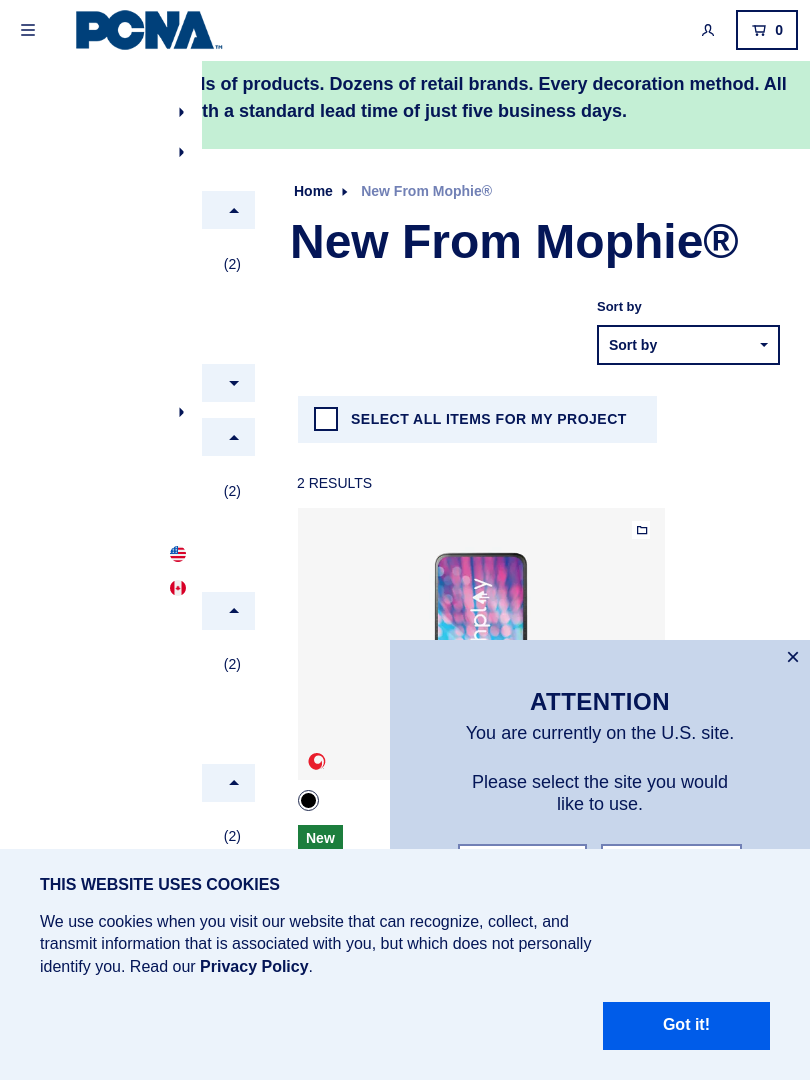 PCNA™
0
of products. Dozens of retail brands. Every decoration method. All
a standard lead time of just five business days.
Home
New From Mophie®
New From Mophie®
(2)
Sort by
Sort by
SELECT ALL ITEMS FOR MY PROJECT
2 RESULTS
(2)
(2)
ATTENTION
You are currently on the U.S. site.
Please select the site you would
like to use.
New
(2)
THIS WEBSITE USES COOKIES
We use cookies when you visit our website that can recognize, collect, and
transmit information that is associated with you, but which does not personally
identify you. Read our Privacy Policy.
Got it!